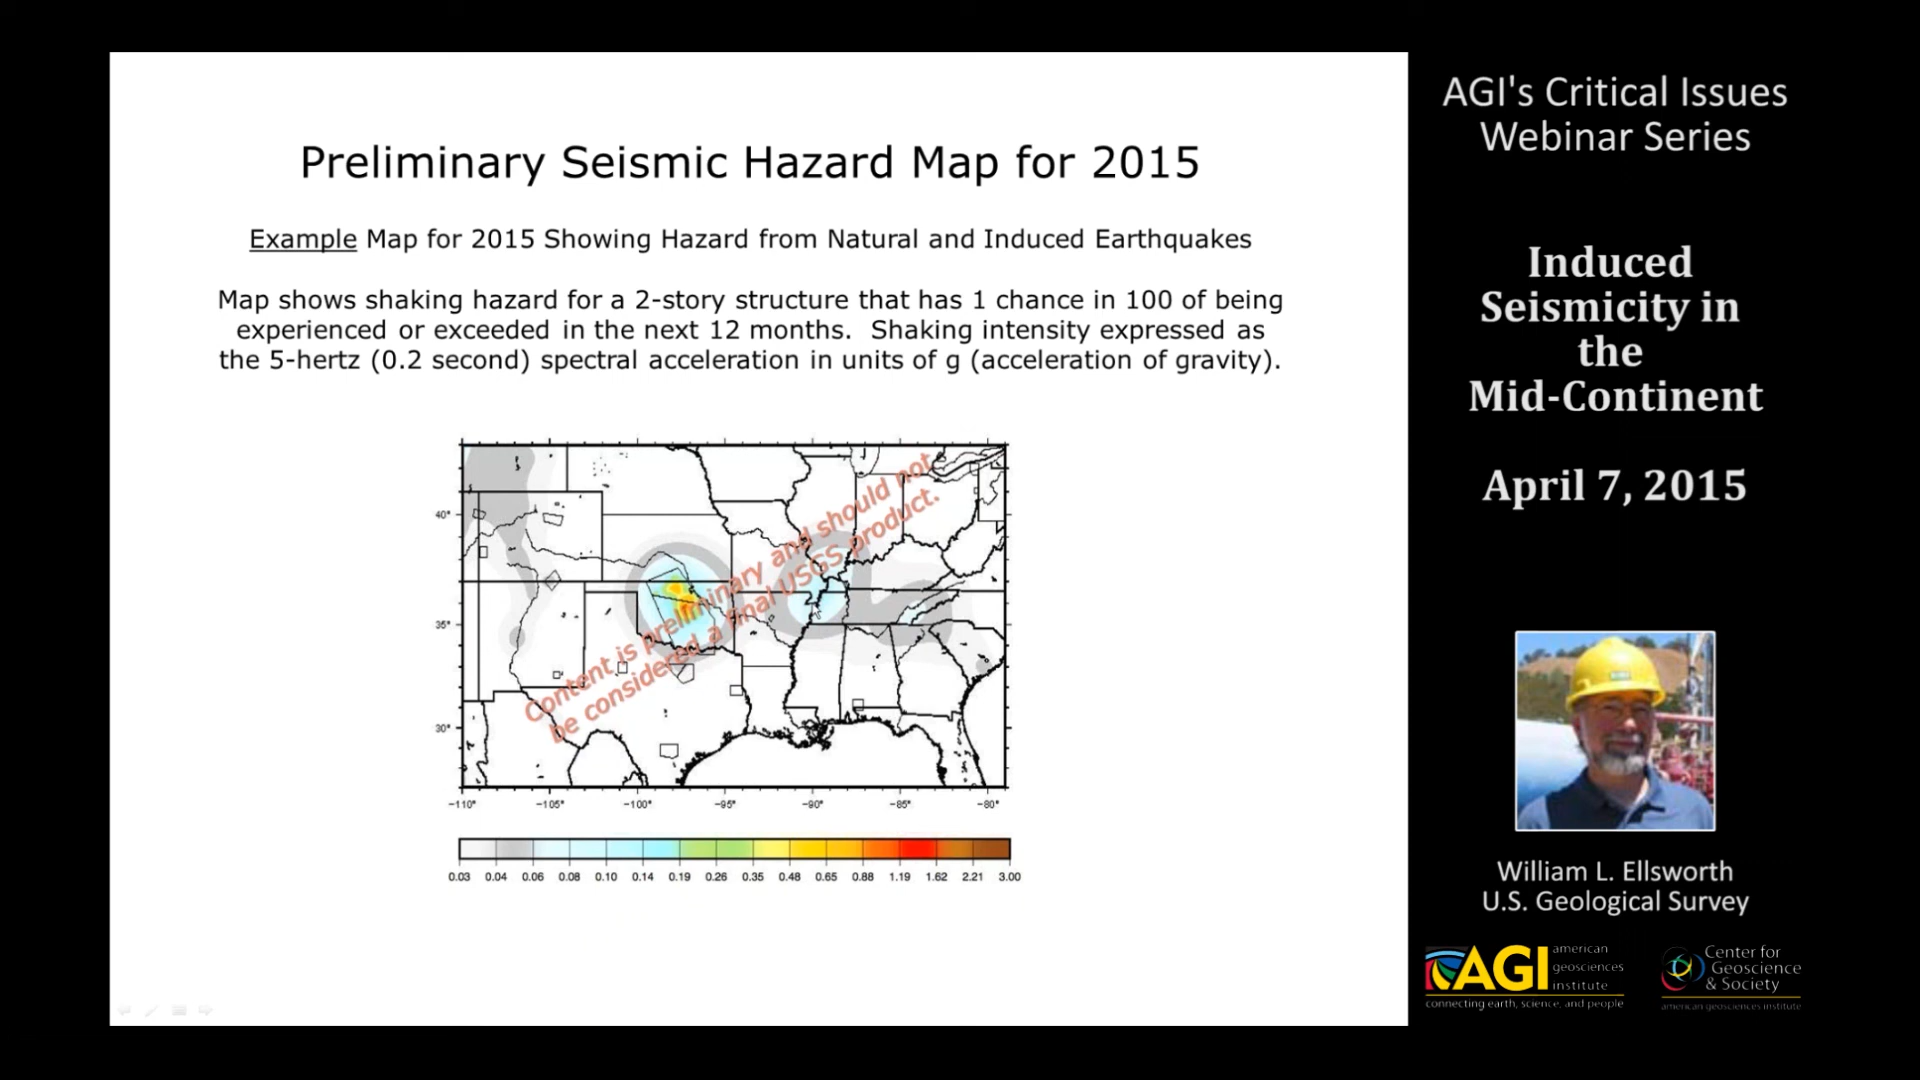 Preliminary Seismic Hazard Map for 2015
Example Map for 2015 Showing Hazard from Natural and Induced Earthquakes
Map shows shaking hazard for a 2-story structure that has 1 chance in 100 of being
experienced or exceeded in the next 12 months. Shaking intensity expressed as
the 5-hertz (0.2 second) spectral acceleration in units of g (acceleration of gravity).
40°
35°
30°
Content is preliminary and should not
be considered a final USGS product.
-110° -105° -100° -95° -90° -85° -80°
0.03 0.04 0.06 0.08 0.10 0.14 0.19 0.26 0.35 0.48 0.65 0.88 1.19 1.62 2.21 3.00
AGI's Critical Issues
Webinar Series
Induced
Seismicity in
the
Mid-Continent
April 7, 2015
William L. Ellsworth
U.S. Geological Survey
AGI
american
geosciences
institute
connecting earth, science, and people
Center for
Geoscience
& Society
american geosciences institute